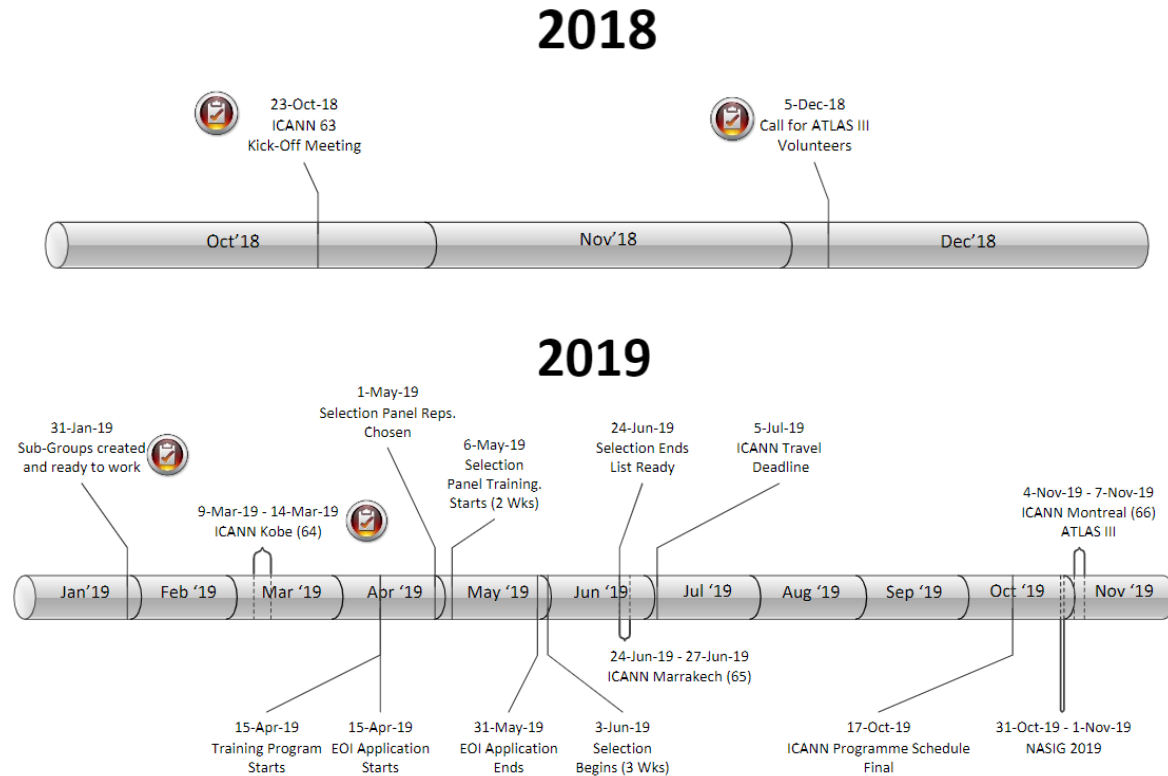 2018
23-Oct-18
ICANN 63
Kick-Off Meeting
5-Dec-18
Call for ATLAS III
Volunteers
Oct'18
Nov'18
Dec'18
2019
1-May-19
Selection Panel Reps.
Chosen
31-Jan-19
Sub-Groups created
and ready to work
6-May-19
Selection
Panel Training.
Starts (2 Wks)
24-Jun-19
Selection Ends
List Ready
5-Jul-19
ICANN Travel
Deadline
9-Mar-19 - 14-Mar-19
ICANN Kobe (64)
4-Nov-19 - 7-Nov-19
ICANN Montreal (66)
ATLAS III
Jan'19
Feb '19
Mar '19
Apr '19
May '19
Jun '19
Jul '19
Aug '19
Sep '19
Oct '19
Nov '19
24-Jun-19 - 27-Jun-19
ICANN Marrakech (65)
15-Apr-19
Training Program
Starts
15-Apr-19
EOI Application
Starts
31-May-19
EOI Application
Ends
3-Jun-19
Selection
Begins (3 Wks)
17-Oct-19
ICANN Programme Schedule
Final
31-Oct-19 - 1-Nov-19
NASIG 2019